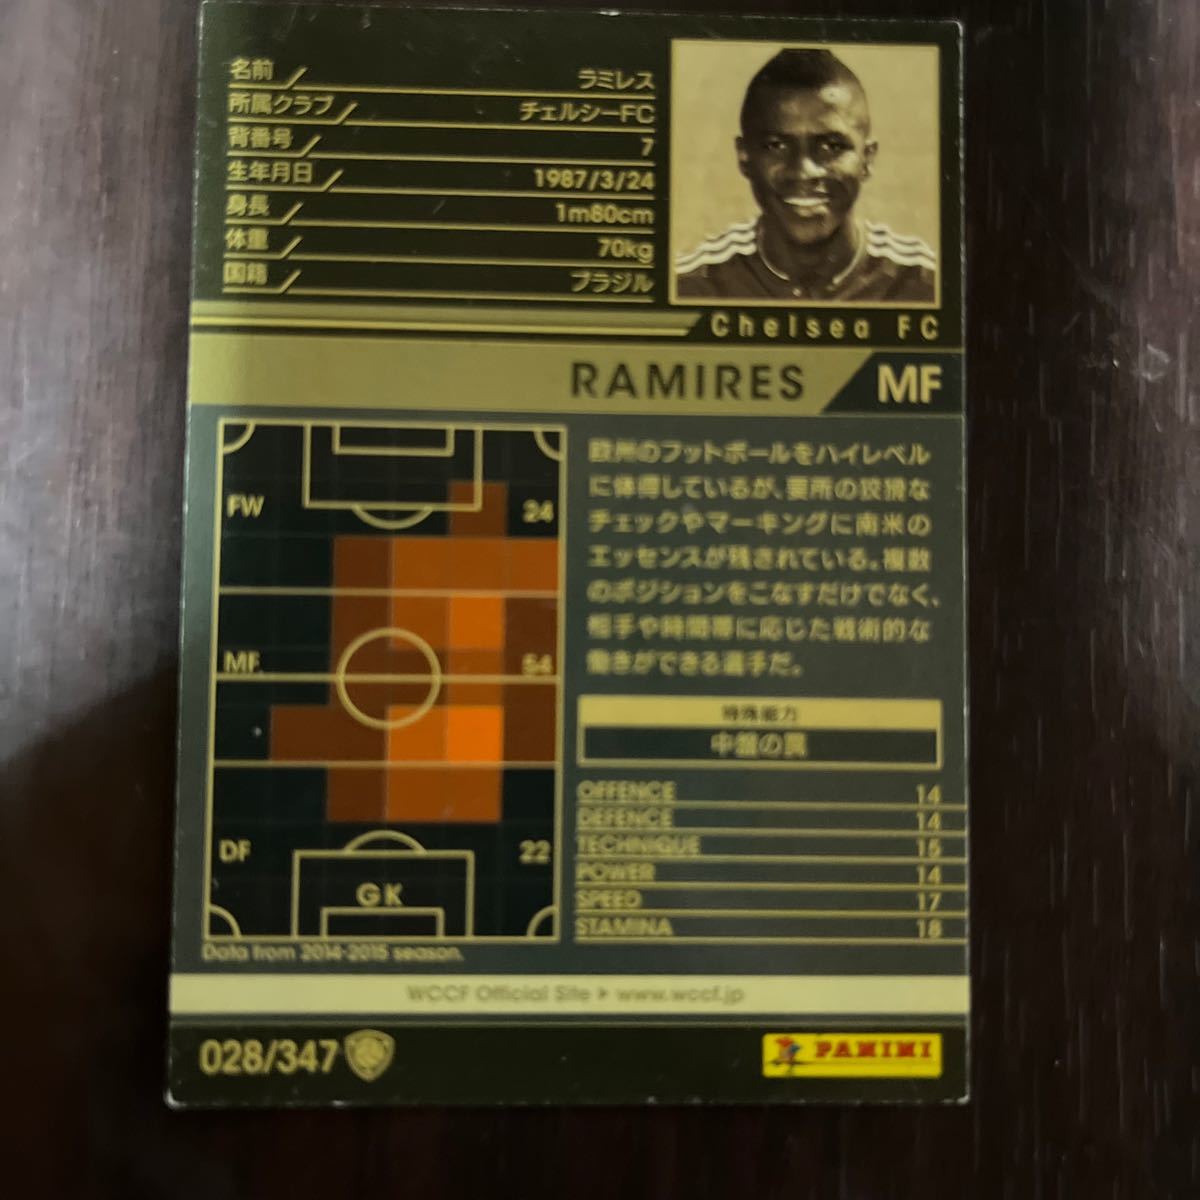 名前 ラミレス
所属クラブ チェルシーFC
背番号 7
生年月日 1987/3/24
身長 1m80cm
体重 70kg
国籍 ブラジル
Chelsea FC
RAMIRES MF
FW 24
MF 54
DF 22
GK
Data from 2014-2015 season.
欧州のフットボールをハイレベル
に体得しているが、要所の狡猾な
チェックやマーキングに南米の
エッセンスが残されている。複数
のポジションをこなすだけでなく、
相手や時間帯に応じた戦術的な
働きができる選手だ。
特殊能力
中盤の罠
OFFENCE 14
DEFENCE 14
TECHNIQUE 15
POWER 14
SPEED 17
STAMINA 18
WCCF Official Site ▶ www.wccf.jp
028/347
PANINI